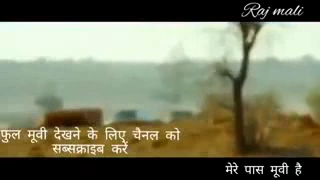 Raj mali
फुल मूवी देखने के लिए चैनल को
सब्सक्राइब करें
मेरे पास मूवी है